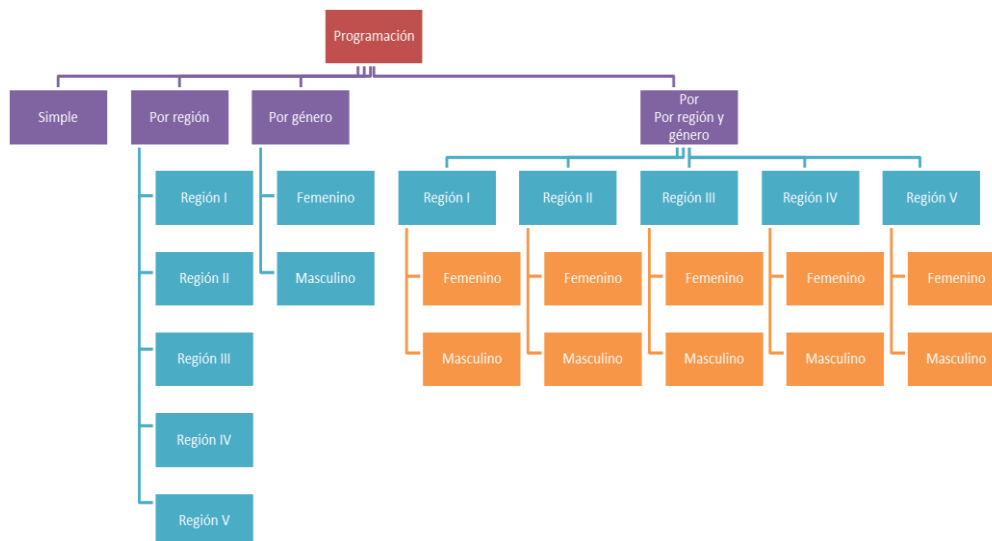 Programación
Simple
Por región
Por género
Por
Por región y
género
Región I
Femenino
Región I
Región II
Región III
Región IV
Región V
Región II
Masculino
Femenino
Femenino
Femenino
Femenino
Femenino
Región III
Masculino
Masculino
Masculino
Masculino
Masculino
Región IV
Región V